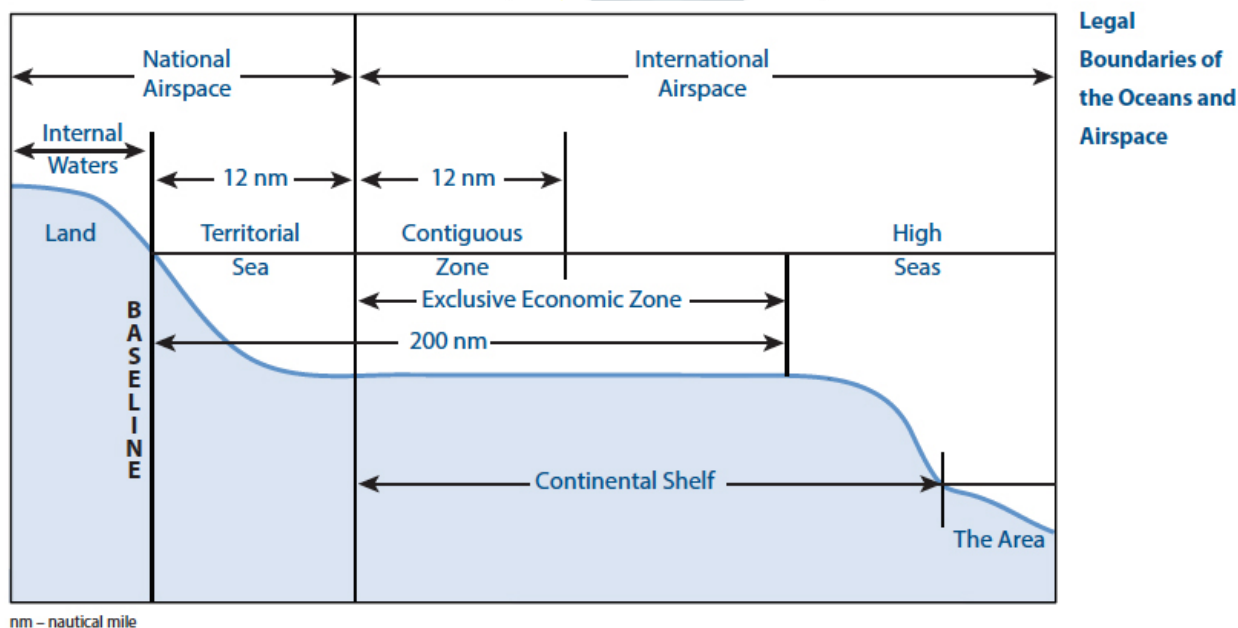 Legal
Boundaries of
the Oceans and
Airspace
National
Airspace
International
Airspace
Internal
Waters
12 nm
12 nm
Land
Territorial
Sea
Contiguous
Zone
High
Seas
Exclusive Economic Zone
200 nm
BASELINE
Continental Shelf
The Area
nm – nautical mile